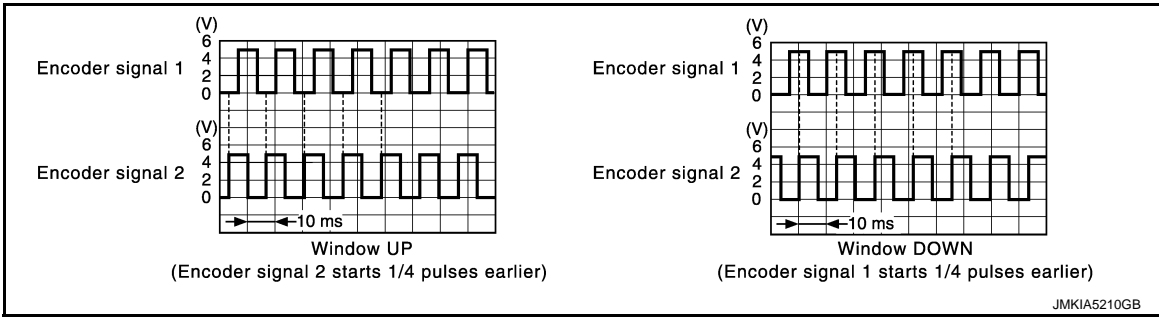 (V)
6
4
2
0
Encoder signal 1
(V)
6
4
2
0
Encoder signal 2
10 ms
Window UP
(Encoder signal 2 starts 1/4 pulses earlier)
(V)
6
4
2
0
Encoder signal 1
(V)
6
4
2
0
Encoder signal 2
10 ms
Window DOWN
(Encoder signal 1 starts 1/4 pulses earlier)
JMKIA5210GB